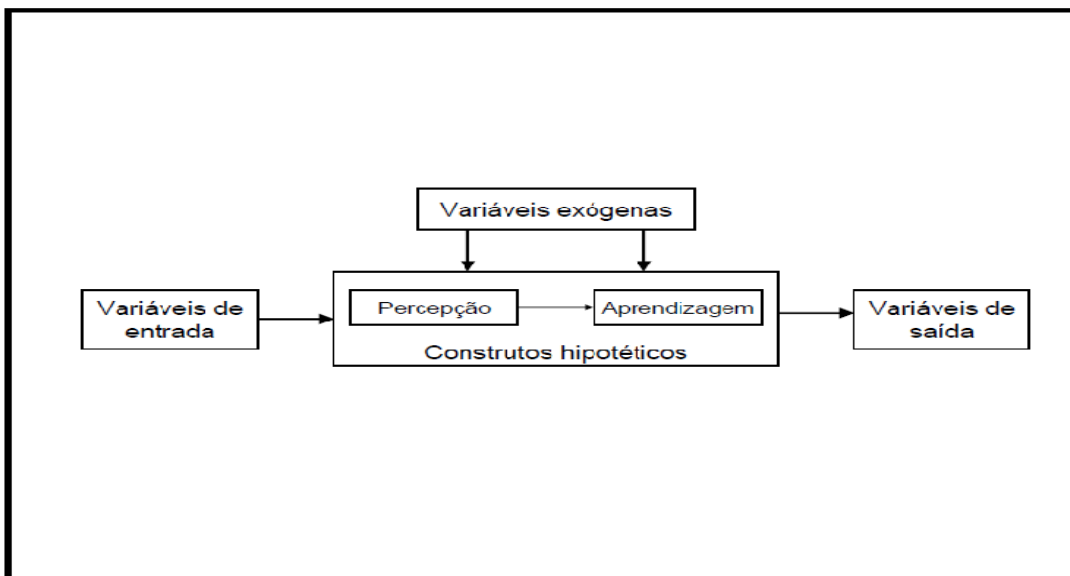 Variáveis exógenas
Variáveis de
entrada
Percepção
Aprendizagem
Construtos hipotéticos
Variáveis de
saída